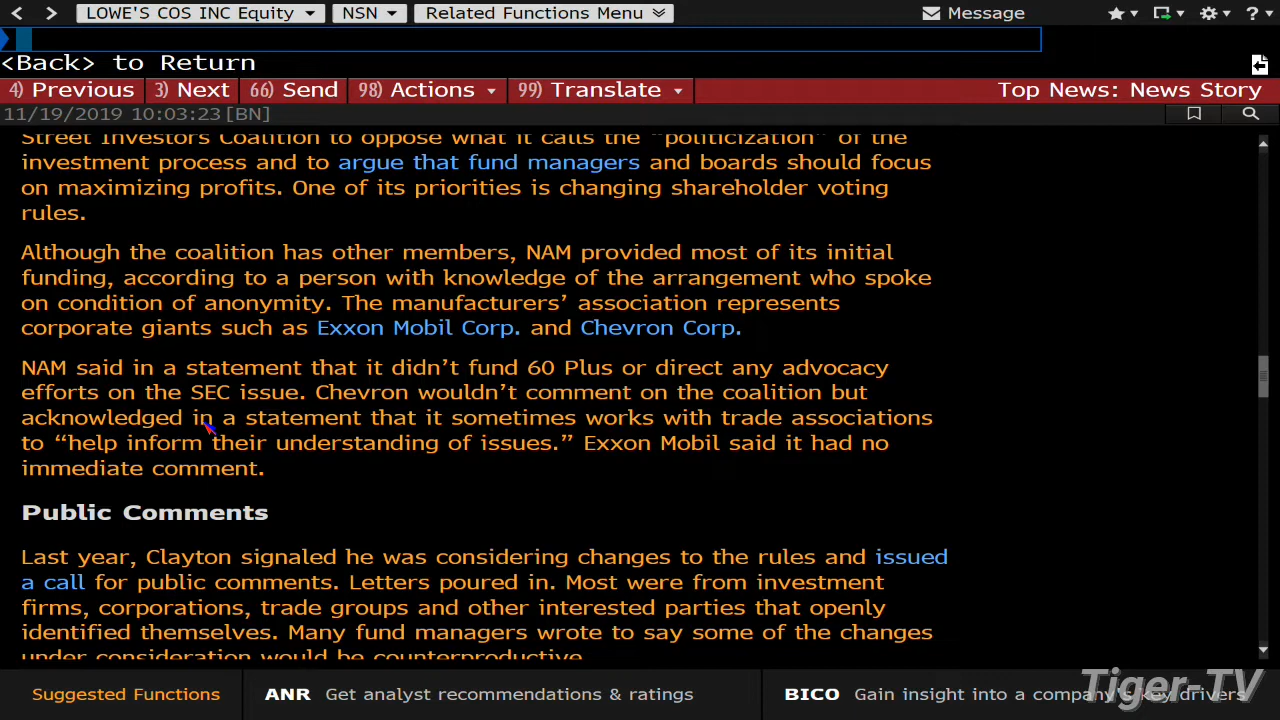 LOWE'S COS INC Equity NSN Related Functions Menu Message
<Back> to Return
4) Previous 3) Next 66) Send 98) Actions 99) Translate Top News: News Story
11/19/2019 10:03:23 [BN]
Street Investors Coalition to oppose what it calls the “politicization” of the
investment process and to argue that fund managers and boards should focus
on maximizing profits. One of its priorities is changing shareholder voting
rules.
Although the coalition has other members, NAM provided most of its initial
funding, according to a person with knowledge of the arrangement who spoke
on condition of anonymity. The manufacturers’ association represents
corporate giants such as Exxon Mobil Corp. and Chevron Corp.
NAM said in a statement that it didn’t fund 60 Plus or direct any advocacy
efforts on the SEC issue. Chevron wouldn’t comment on the coalition but
acknowledged in a statement that it sometimes works with trade associations
to “help inform their understanding of issues.” Exxon Mobil said it had no
immediate comment.
Public Comments
Last year, Clayton signaled he was considering changes to the rules and issued
a call for public comments. Letters poured in. Most were from investment
firms, corporations, trade groups and other interested parties that openly
identified themselves. Many fund managers wrote to say some of the changes
under consideration would be counterproductive.
Suggested Functions ANR Get analyst recommendations & ratings BICO Gain insight into a company's key drivers
Tiger-TV